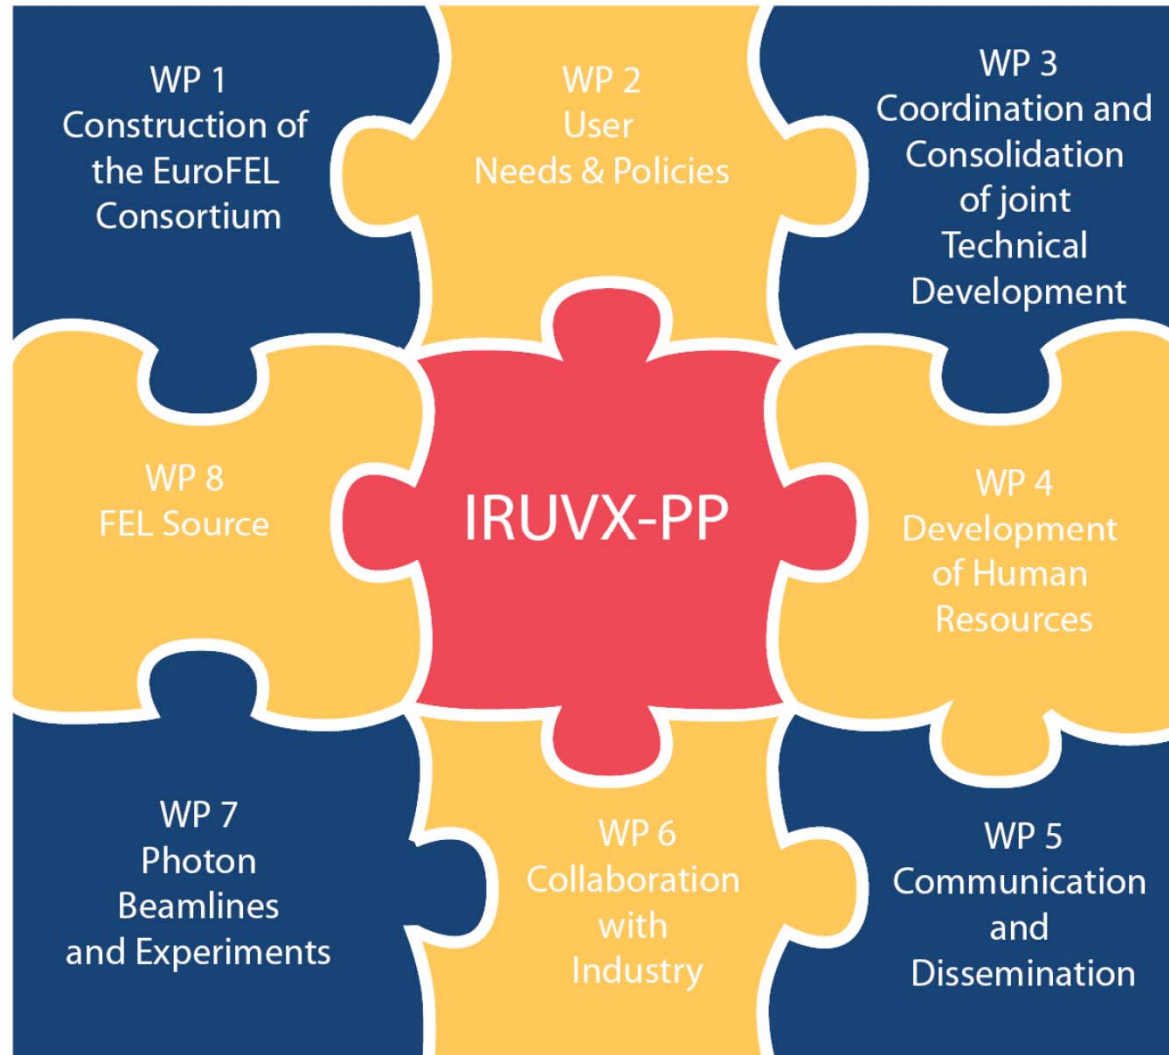 WP 1
Construction of
the EuroFEL
Consortium
WP 2
User
Needs & Policies
WP 3
Coordination and
Consolidation
of joint
Technical
Development
WP 8
FEL Source
IRUVX-PP
WP 4
Development
of Human
Resources
WP 7
Photon
Beamlines
and Experiments
WP 6
Collaboration
with
Industry
WP 5
Communication
and
Dissemination